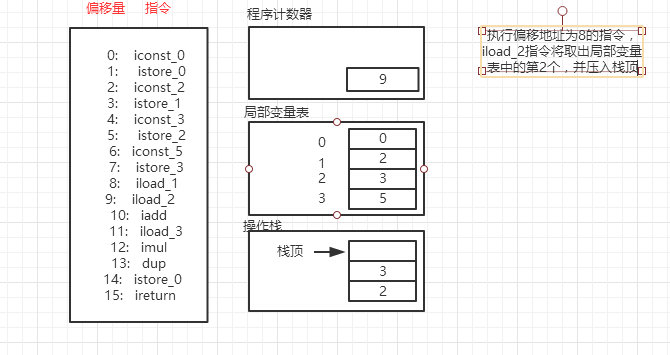 偏移量 指令
0: iconst_0
1: istore_0
2: iconst_2
3: istore_1
4: iconst_3
5: istore_2
6: iconst_5
7: istore_3
8: iload_1
9: iload_2
10: iadd
11: iload_3
12: imul
13: dup
14: istore_0
15: ireturn
程序计数器
9
局部变量表
0 0
1 2
2 3
3 5
操作栈
栈顶
3
2
执行偏移地址为8的指令，
iload_2指令将取出局部变量
表中的第2个，并压入栈顶